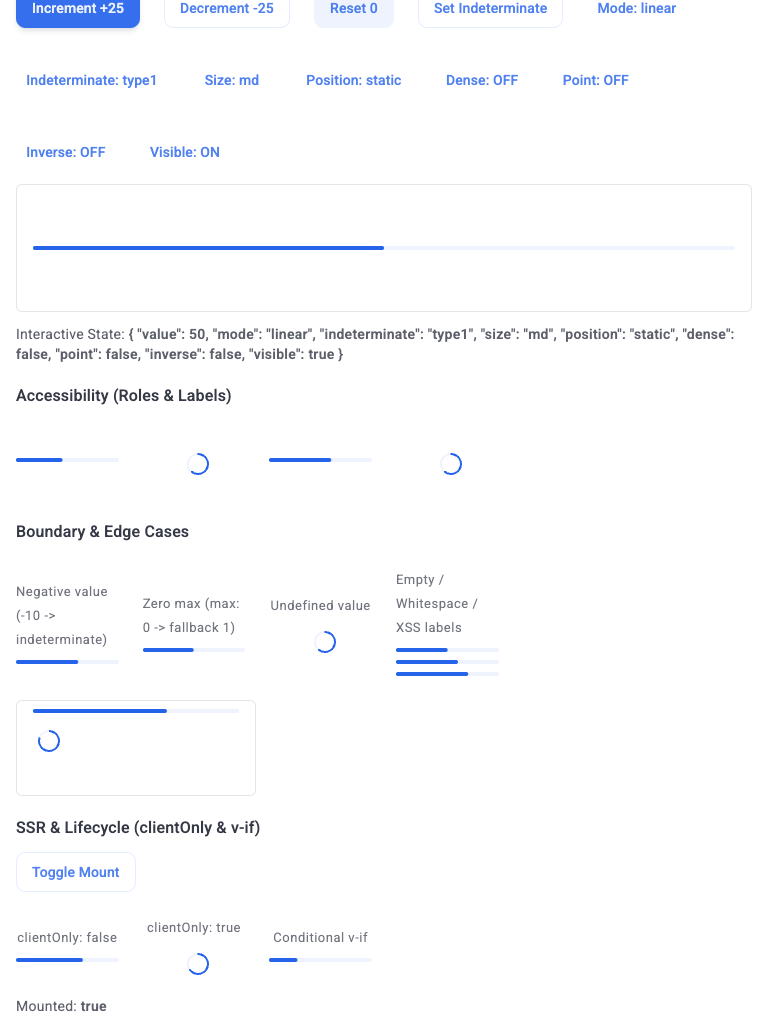 Increment +25 Decrement -25 Reset 0 Set Indeterminate Mode: linear
Indeterminate: type1 Size: md Position: static Dense: OFF Point: OFF
Inverse: OFF Visible: ON
Interactive State: { "value": 50, "mode": "linear", "indeterminate": "type1", "size": "md", "position": "static", "dense":
false, "point": false, "inverse": false, "visible": true }
Accessibility (Roles & Labels)
Boundary & Edge Cases
Negative value
(-10 ->
indeterminate)
Zero max (max:
0 -> fallback 1)
Undefined value
Empty /
Whitespace /
XSS labels
SSR & Lifecycle (clientOnly & v-if)
Toggle Mount
clientOnly: false
clientOnly: true
Conditional v-if
Mounted: true